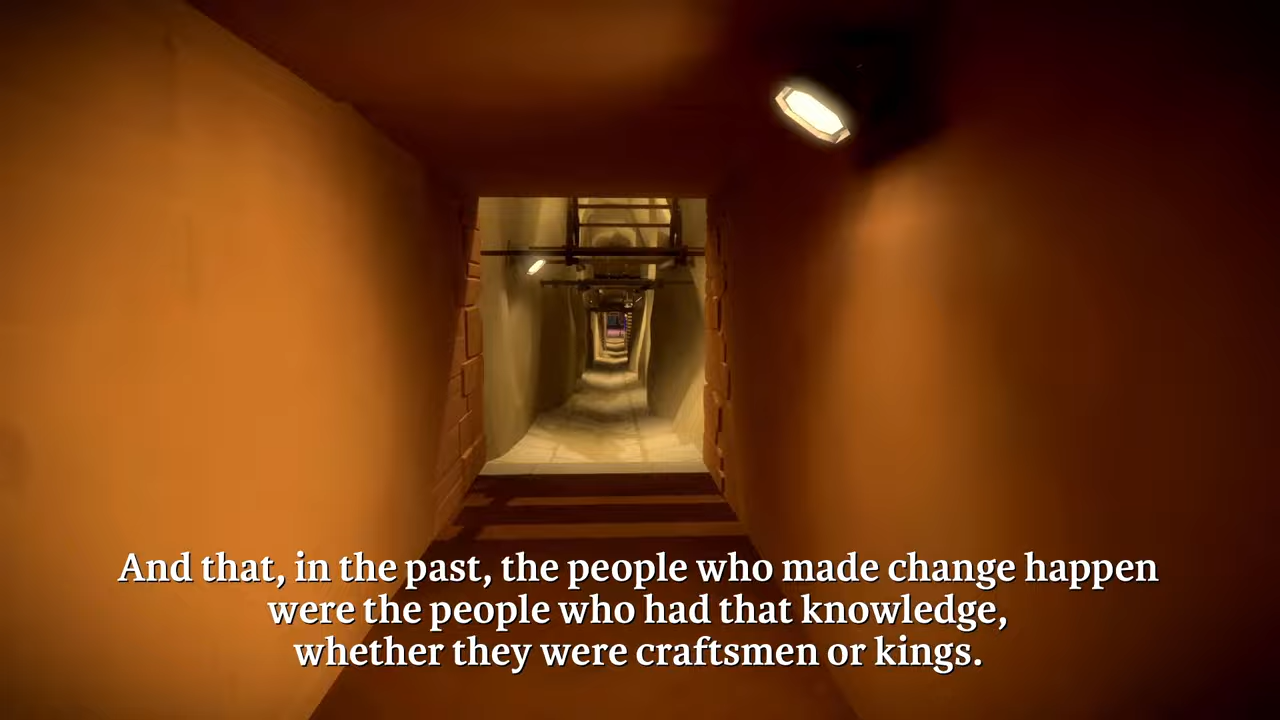 And that, in the past, the people who made change happen
were the people who had that knowledge,
whether they were craftsmen or kings.